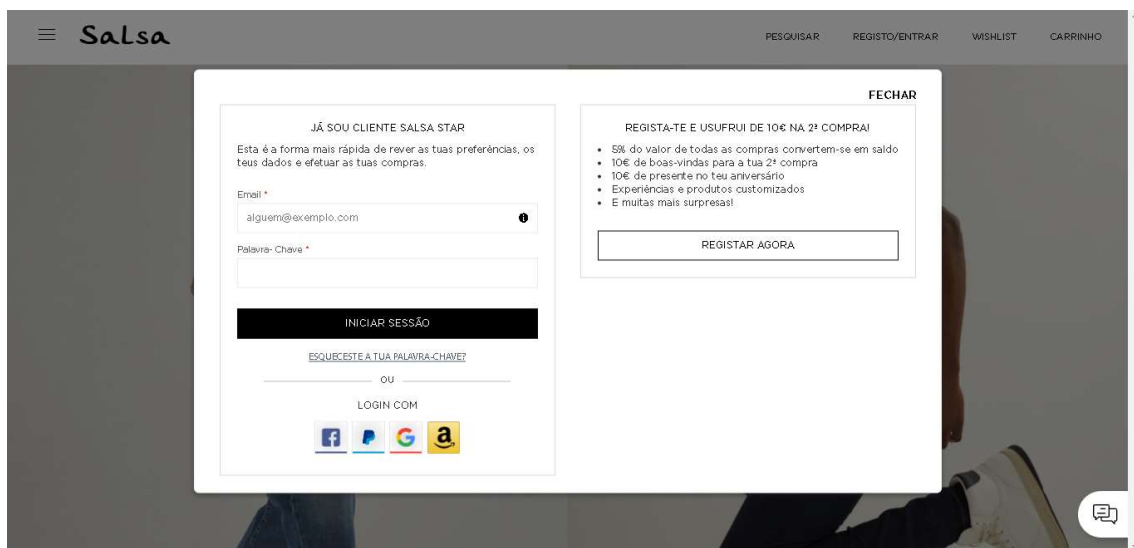 Salsa
PESQUISAR
REGISTO/ENTRAR
WISHLIST
CARRINHO
FECHAR
JÁ SOU CLIENTE SALSA STAR
Esta é a forma mais rápida de rever as tuas preferências, os
teus dados e efetuar as tuas compras.
Email *
alguem@exemplo.com
Palavra- Chave *
INICIAR SESSÃO
ESQUECESTE A TUA PALAVRA-CHAVE?
OU
LOGIN COM
REGISTA-TE E USUFRUI DE 10€ NA 2ª COMPRA!
• 5% do valor de todas as compras convertem-se em saldo
• 10€ de boas-vindas para a tua 2ª compra
• 10€ de presente no teu aniversário
• Experiências e produtos customizados
• E muitas mais surpresas!
REGISTAR AGORA